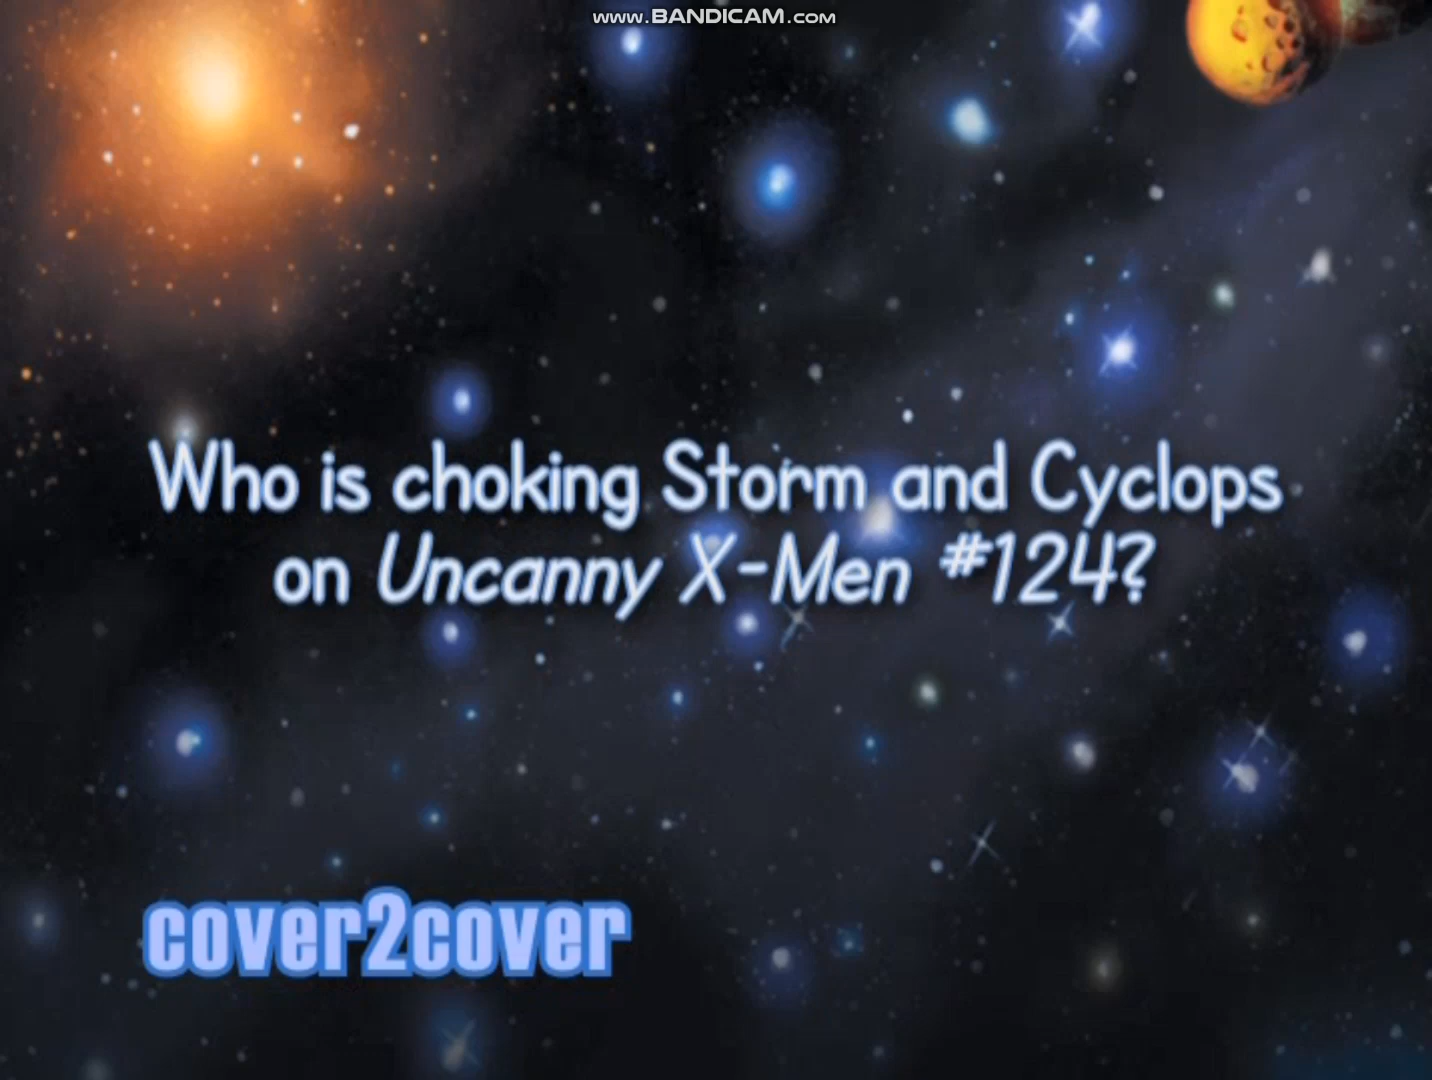 www.BANDICAM.com
Who is choking Storm and Cyclops
on Uncanny X-Men #124?
cover2cover